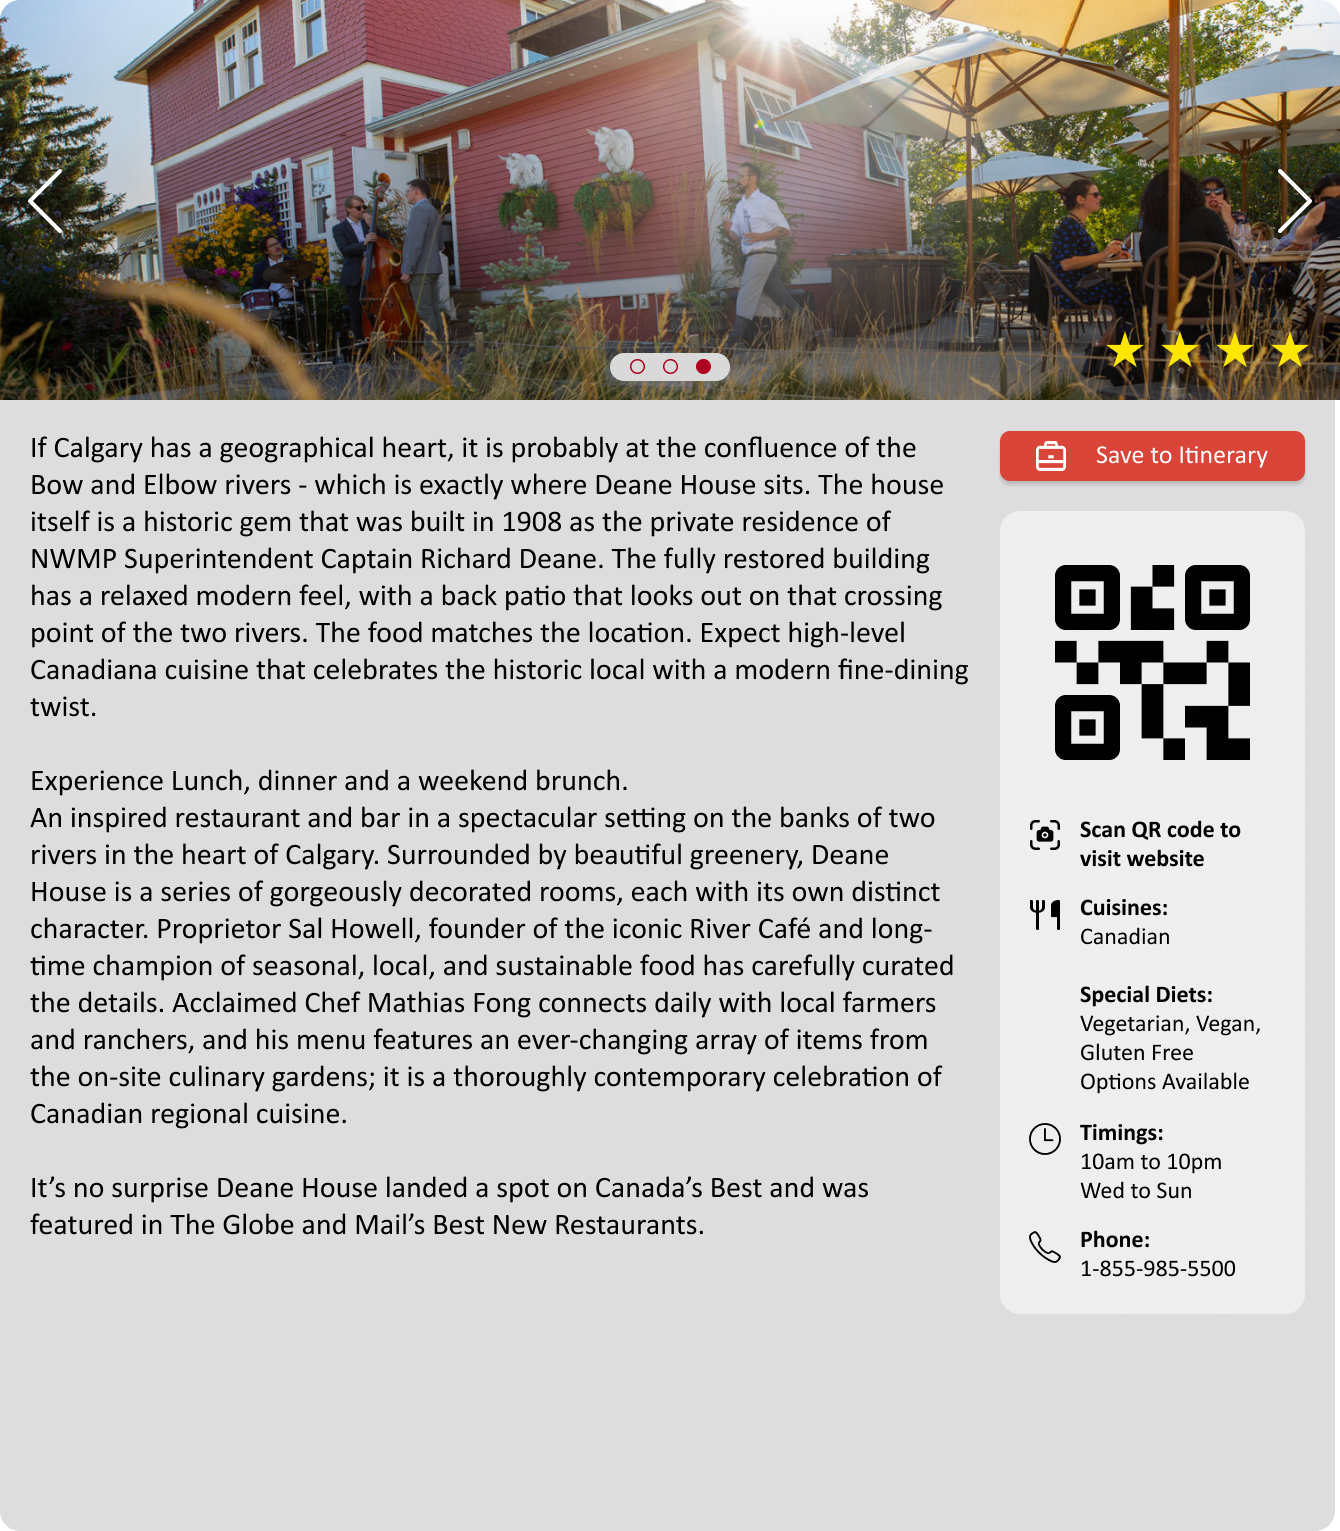 If Calgary has a geographical heart, it is probably at the confluence of the
Bow and Elbow rivers - which is exactly where Deane House sits. The house
itself is a historic gem that was built in 1908 as the private residence of
NWMP Superintendent Captain Richard Deane. The fully restored building
has a relaxed modern feel, with a back patio that looks out on that crossing
point of the two rivers. The food matches the location. Expect high-level
Canadiana cuisine that celebrates the historic local with a modern fine-dining
twist.
Experience Lunch, dinner and a weekend brunch.
An inspired restaurant and bar in a spectacular setting on the banks of two
rivers in the heart of Calgary. Surrounded by beautiful greenery, Deane
House is a series of gorgeously decorated rooms, each with its own distinct
character. Proprietor Sal Howell, founder of the iconic River Café and long-
time champion of seasonal, local, and sustainable food has carefully curated
the details. Acclaimed Chef Mathias Fong connects daily with local farmers
and ranchers, and his menu features an ever-changing array of items from
the on-site culinary gardens; it is a thoroughly contemporary celebration of
Canadian regional cuisine.
It’s no surprise Deane House landed a spot on Canada’s Best and was
featured in The Globe and Mail’s Best New Restaurants.
Save to Itinerary
Scan QR code to
visit website
Cuisines:
Canadian
Special Diets:
Vegetarian, Vegan,
Gluten Free
Options Available
Timings:
10am to 10pm
Wed to Sun
Phone:
1-855-985-5500